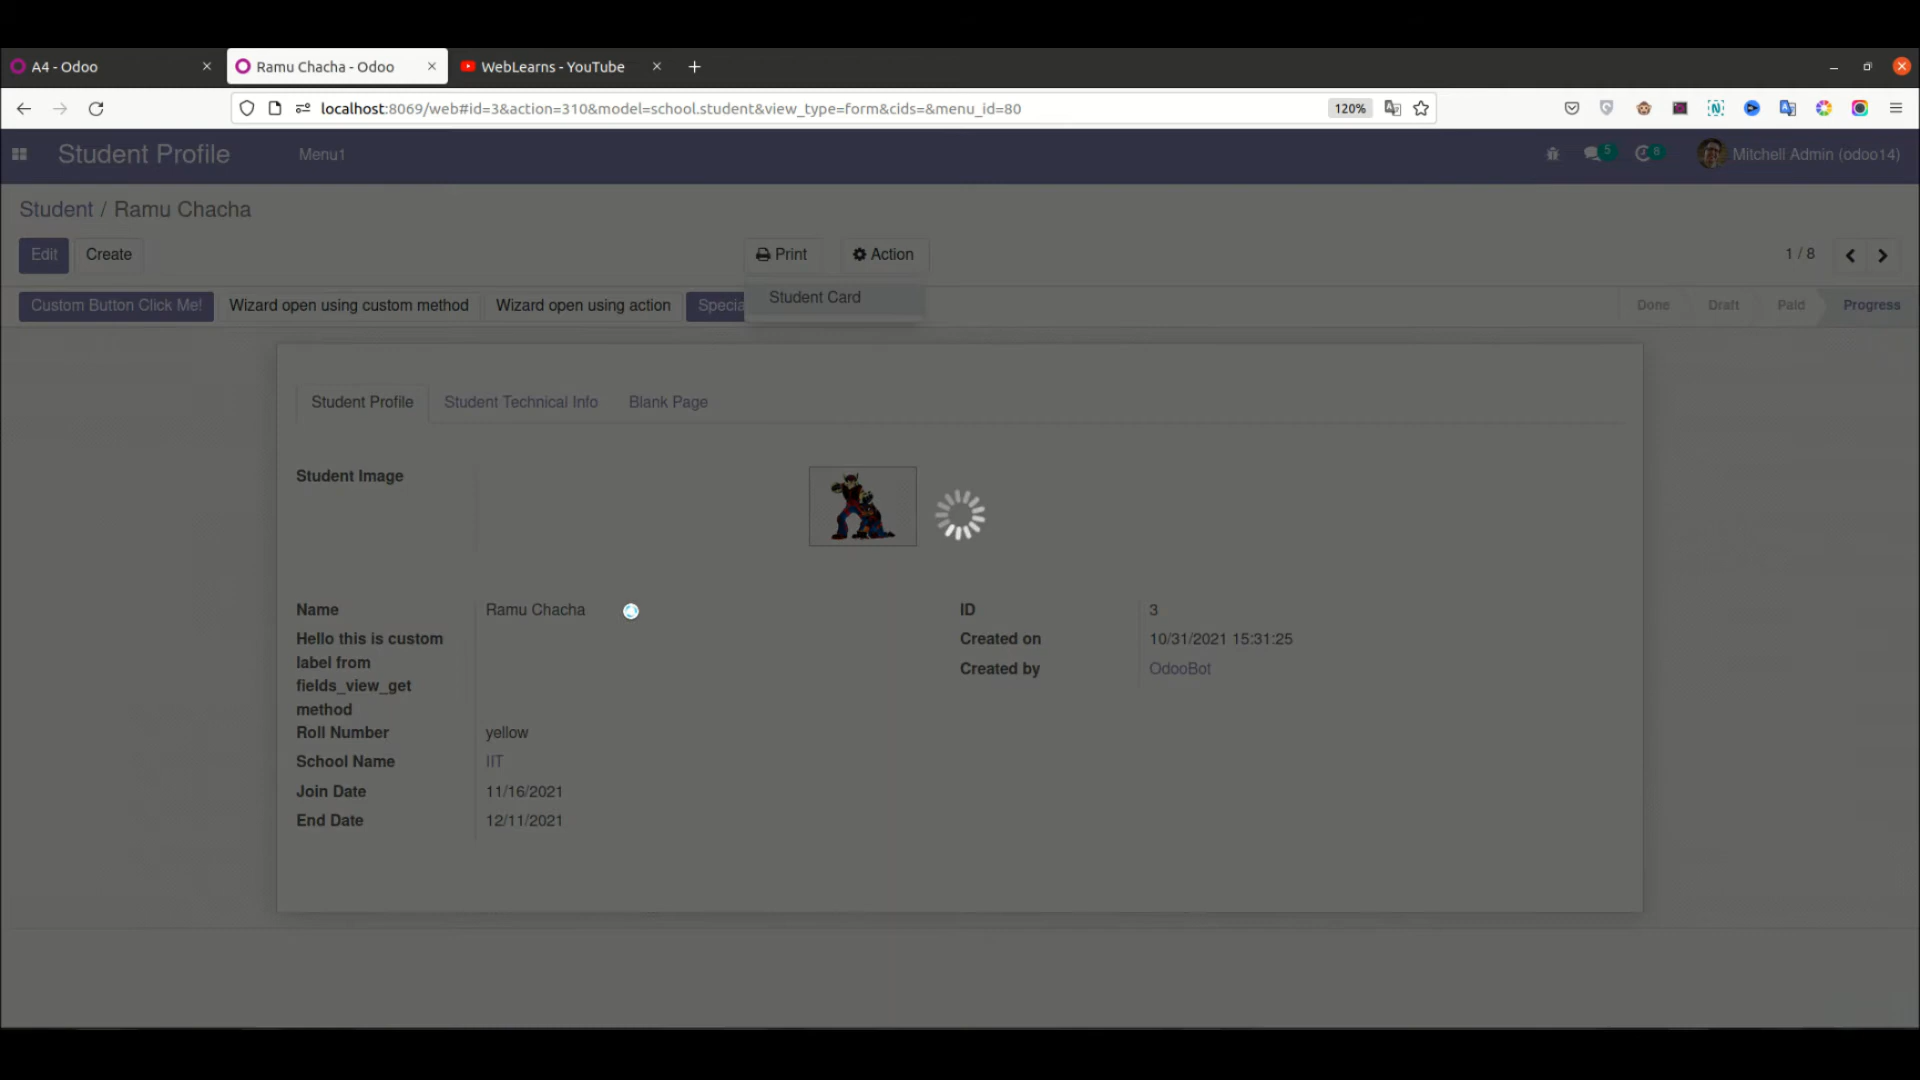 A4 - Odoo
Ramu Chacha - Odoo
WebLearns - YouTube
localhost:8069/web#id=3&action=310&model=school.student&view_type=form&cids=&menu_id=80
120%
Student Profile
Menu1
5
8
Mitchell Admin (odoo14)
Student / Ramu Chacha
Edit
Create
Print
Action
1 / 8
Student Card
Custom Button Click Me!
Wizard open using custom method
Wizard open using action
Specia
Done
Draft
Paid
Progress
Student Profile
Student Technical Info
Blank Page
Student Image
Name
Ramu Chacha
ID
3
Hello this is custom
label from
fields_view_get
method
Created on
10/31/2021 15:31:25
Created by
OdooBot
Roll Number
yellow
School Name
IIT
Join Date
11/16/2021
End Date
12/11/2021